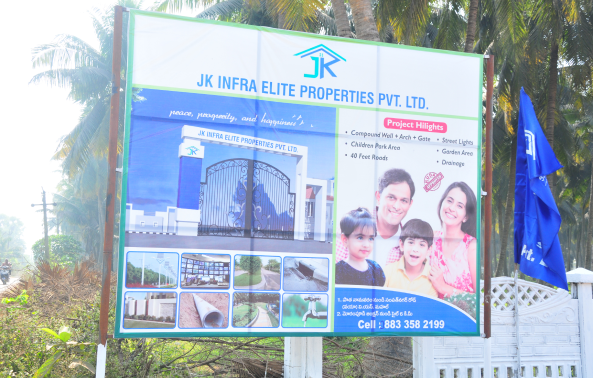 JK
JK INFRA ELITE PROPERTIES PVT. LTD.
peace, prosperity, and happiness
JK INFRA ELITE PROPERTIES PVT. LTD.
Project Hilights
• Compound Wall + Arch + Gate
• Street Lights
• Children Park Area
• Garden Area
• 40 Feet Roads
• Drainage
Cell : 883 358 2199